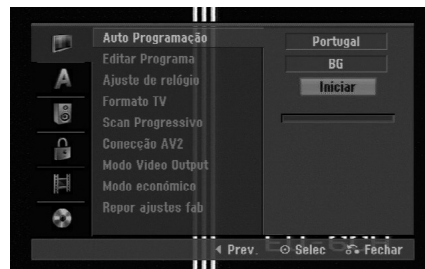 Auto Programação
Editar Programa
Ajuste de relógio
Formato TV
Scan Progressivo
Conecção AV2
Modo Video Output
Modo económico
Repor ajustes fab
Portugal
BG
Iniciar
A
Prev. Selec Fechar